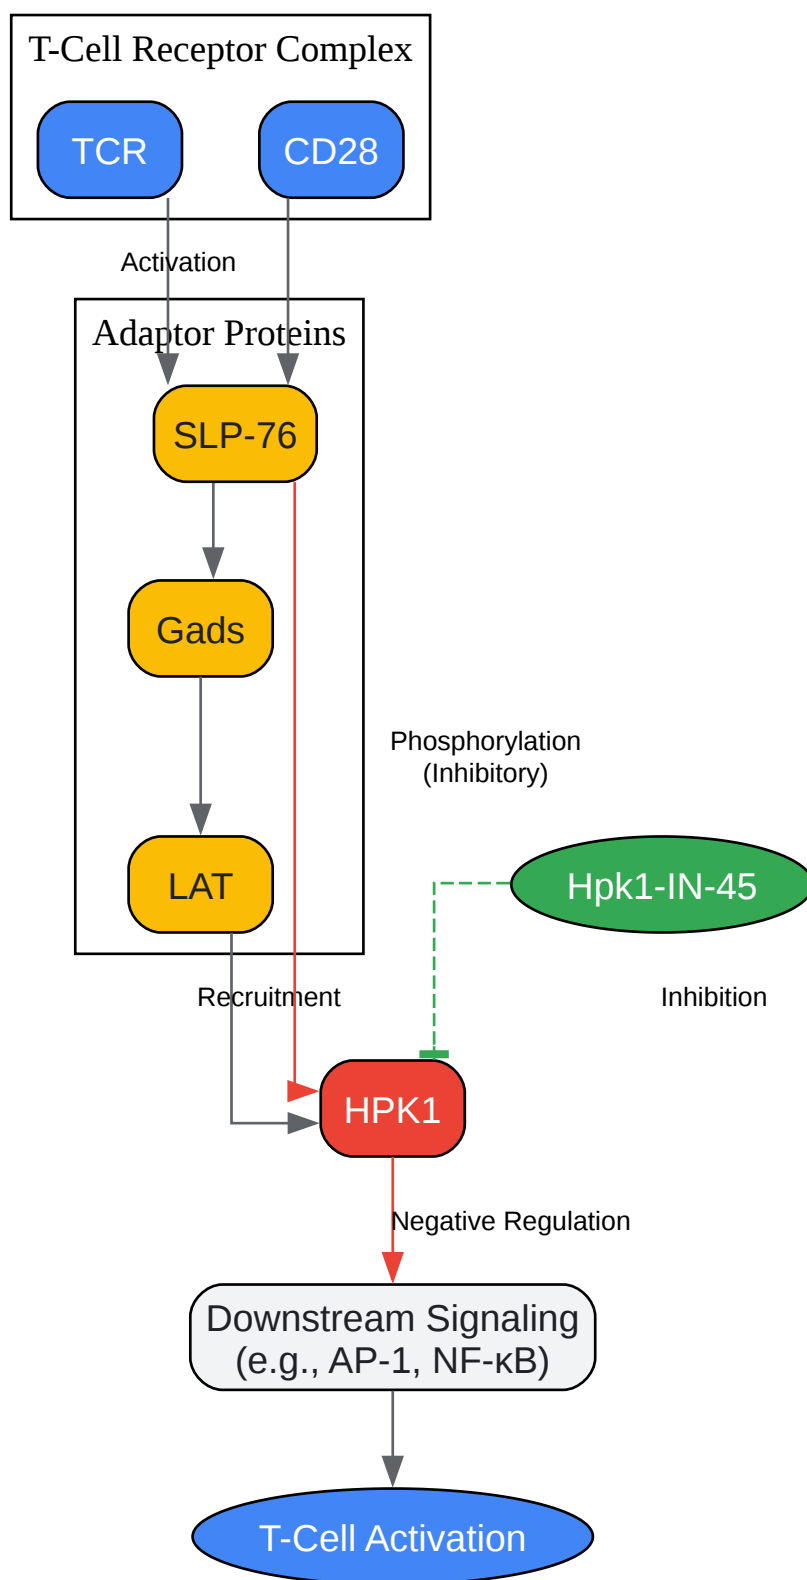 T-Cell Receptor Complex
TCR
CD28
Activation
Adaptor Proteins
SLP-76
Gads
Phosphorylation
(Inhibitory)
LAT
Hpk1-IN-45
Recruitment
Inhibition
HPK1
Negative Regulation
Downstream Signaling
(e.g., AP-1, NF-κB)
T-Cell Activation